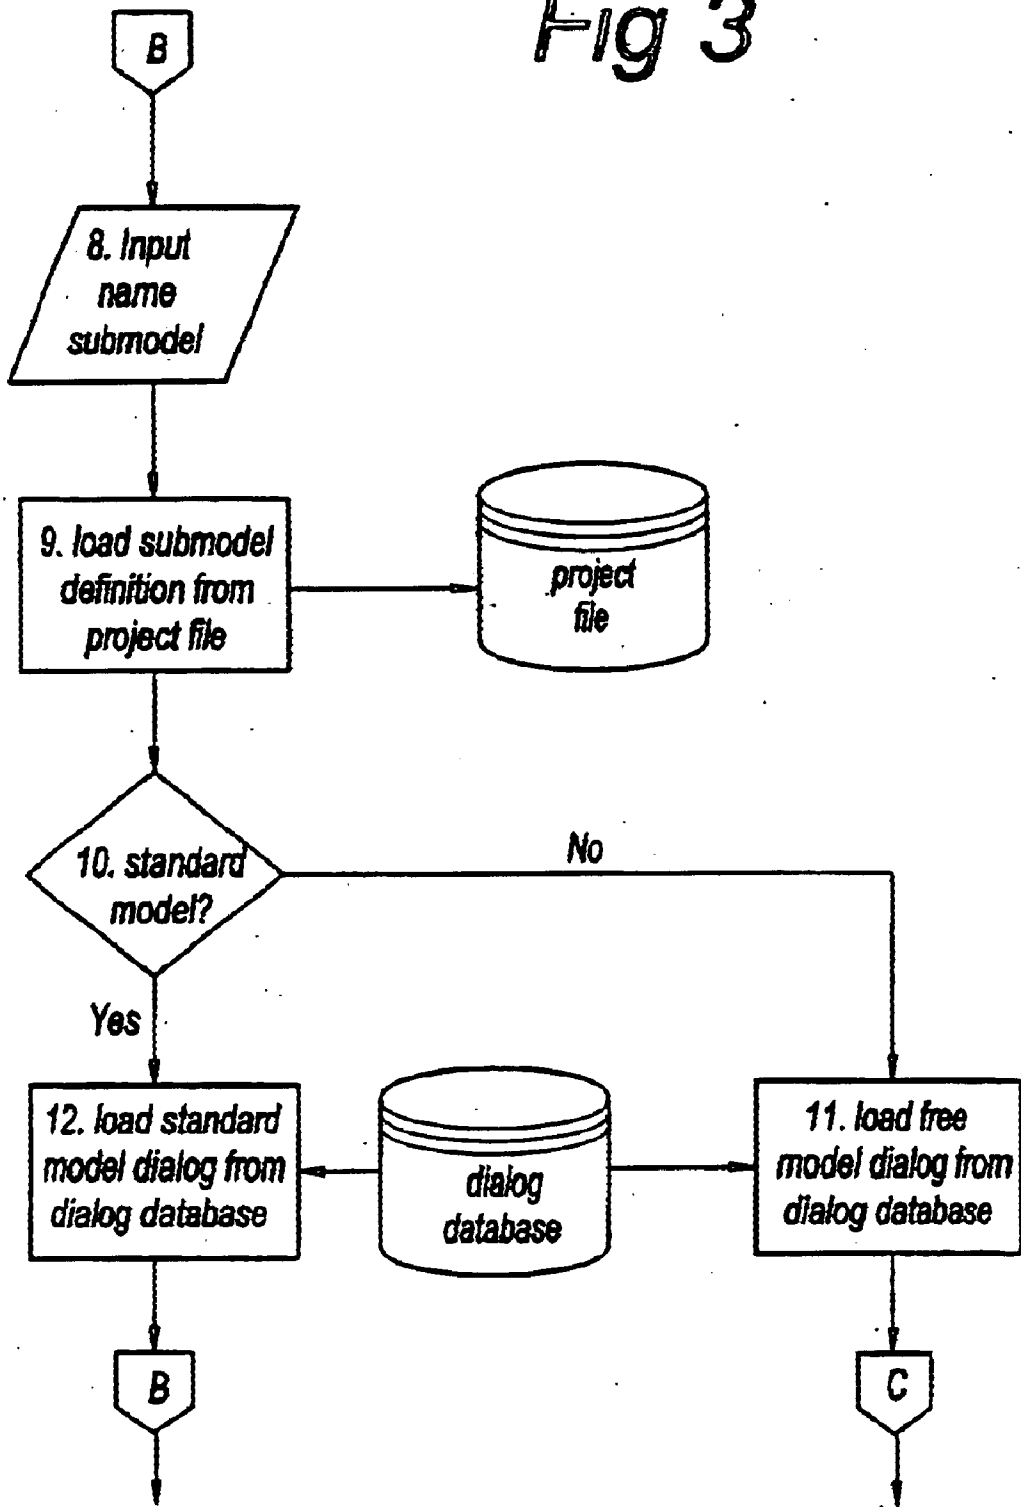 Fig 3
B
8. Input
name
submodel
9. load submodel
definition from
project file
project
file
10. standard
model?
No
Yes
12. load standard
model dialog from
dialog database
dialog
database
11. load free
model dialog from
dialog database
B
C